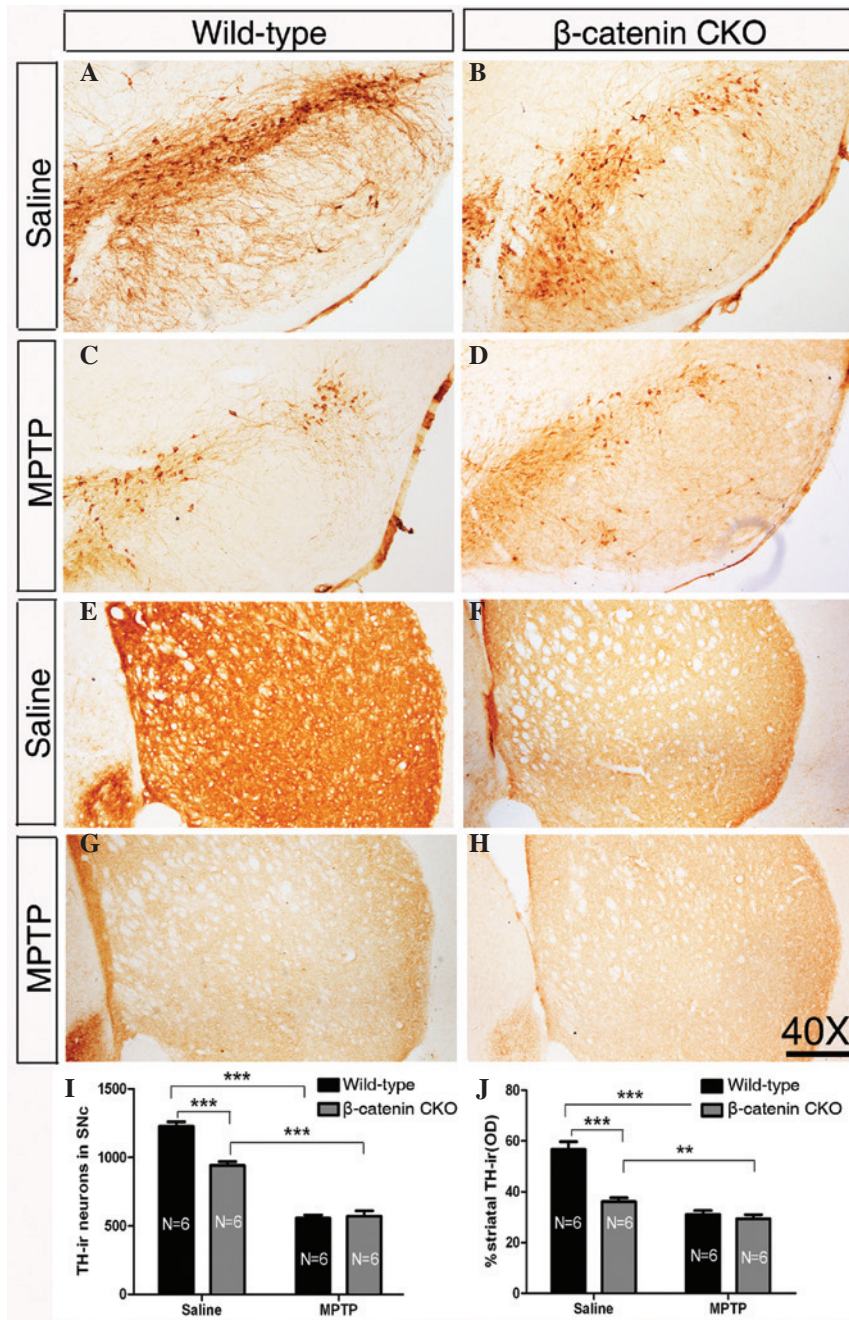 Wild-type
β-catenin CKO
Saline
A
B
MPTP
C
D
Saline
E
F
MPTP
G
H
40X
I
TH-ir neurons in SNc
1500
1000
500
0
***
***
***
Wild-type
β-catenin CKO
N=6
N=6
N=6
N=6
Saline
MPTP
J
%striatal TH-ir(OD)
80
60
40
20
0
***
***
**
Wild-type
β-catenin CKO
N=6
N=6
N=6
N=6
Saline
MPTP